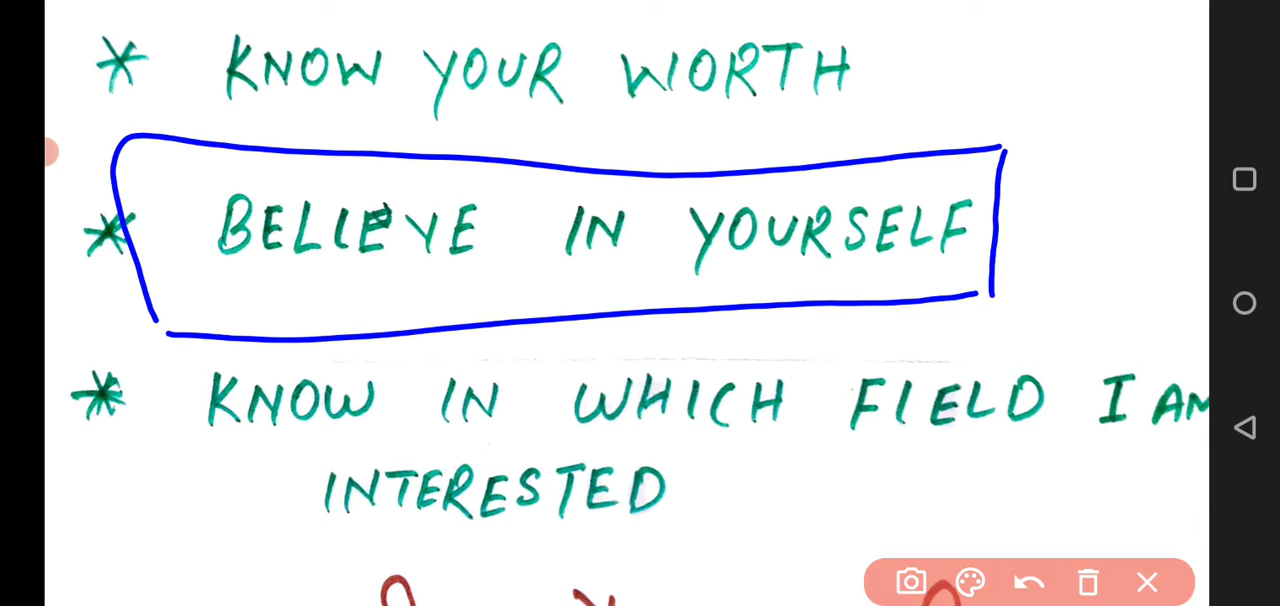 * KNOW YOUR WORTH
* BELIEVE IN YOURSELF
* KNOW IN WHICH FIELD I AM
INTERESTED